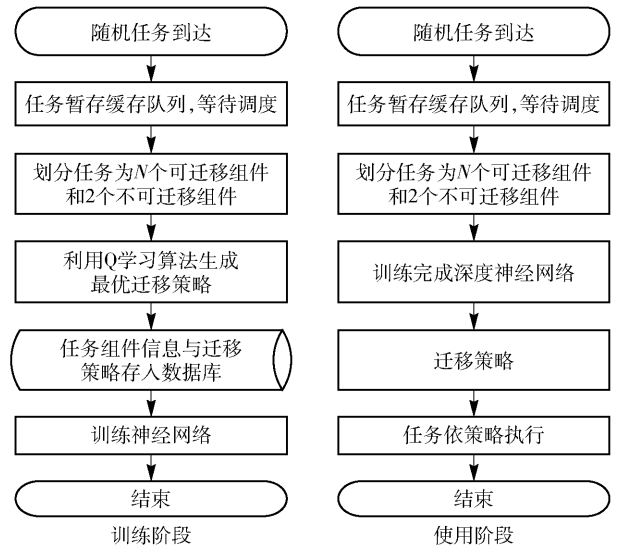 随机任务到达
任务暂存缓存队列,等待调度
划分任务为N个可迁移组件
和2个不可迁移组件
利用Q学习算法生成
最优迁移策略
任务组件信息与迁移
策略存入数据库
训练神经网络
结束
训练阶段
随机任务到达
任务暂存缓存队列,等待调度
划分任务为N个可迁移组件
和2个不可迁移组件
训练完成深度神经网络
迁移策略
任务依策略执行
结束
使用阶段